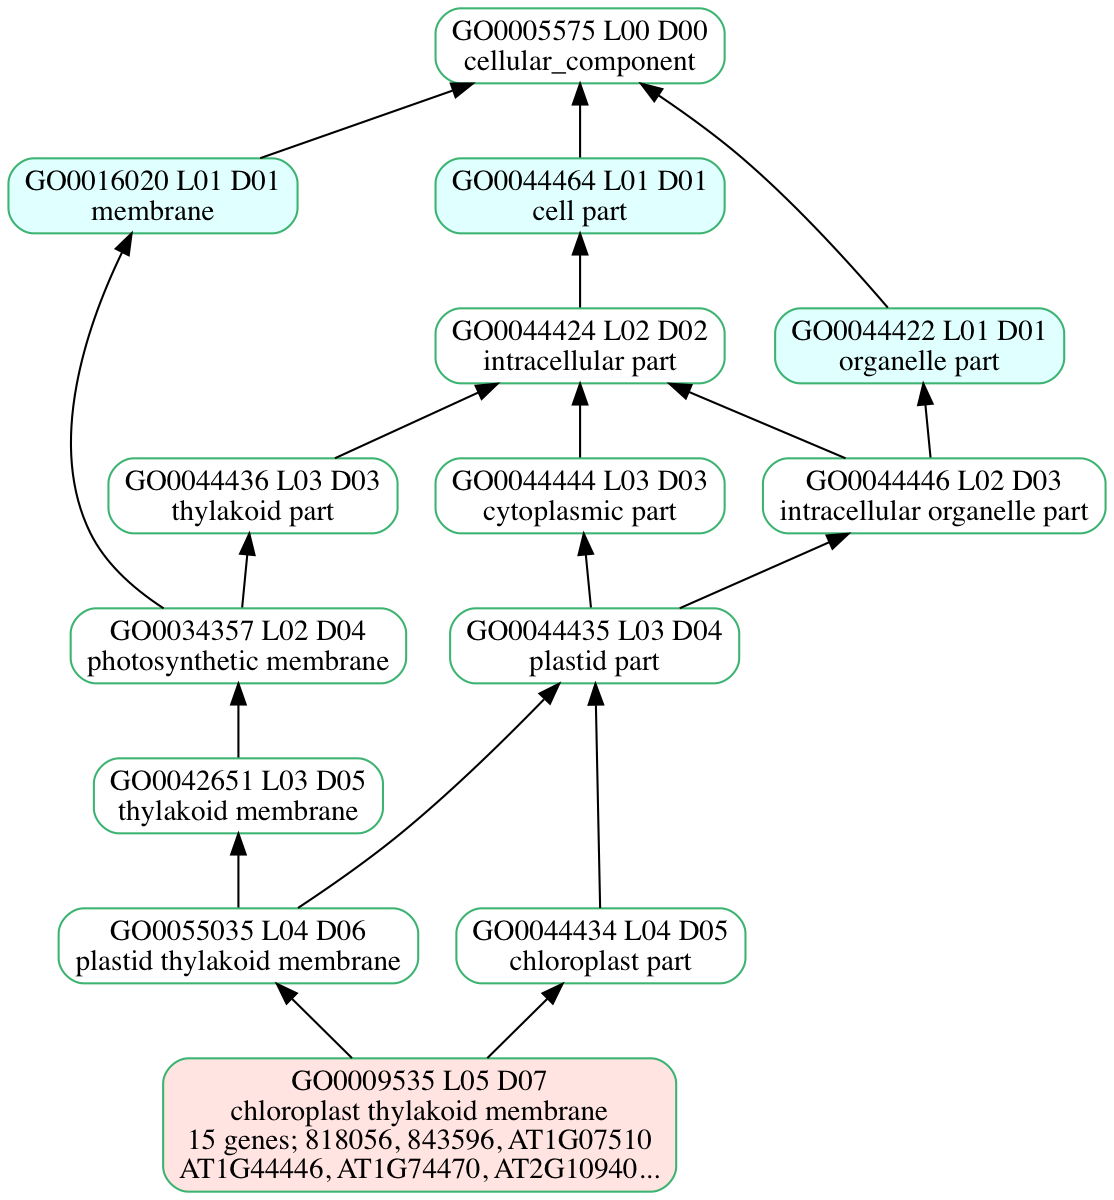 GO0005575 L00 D00
cellular_component
GO0016020 L01 D01
membrane
GO0044464 L01 D01
cell part
GO0044424 L02 D02
intracellular part
GO0044422 L01 D01
organelle part
GO0044436 L03 D03
thylakoid part
GO0044444 L03 D03
cytoplasmic part
GO0044446 L02 D03
intracellular organelle part
GO0034357 L02 D04
photosynthetic membrane
GO0044435 L03 D04
plastid part
GO0042651 L03 D05
thylakoid membrane
GO0055035 L04 D06
plastid thylakoid membrane
GO0044434 L04 D05
chloroplast part
GO0009535 L05 D07
chloroplast thylakoid membrane
15 genes; 818056, 843596, AT1G07510
AT1G44446, AT1G74470, AT2G10940...